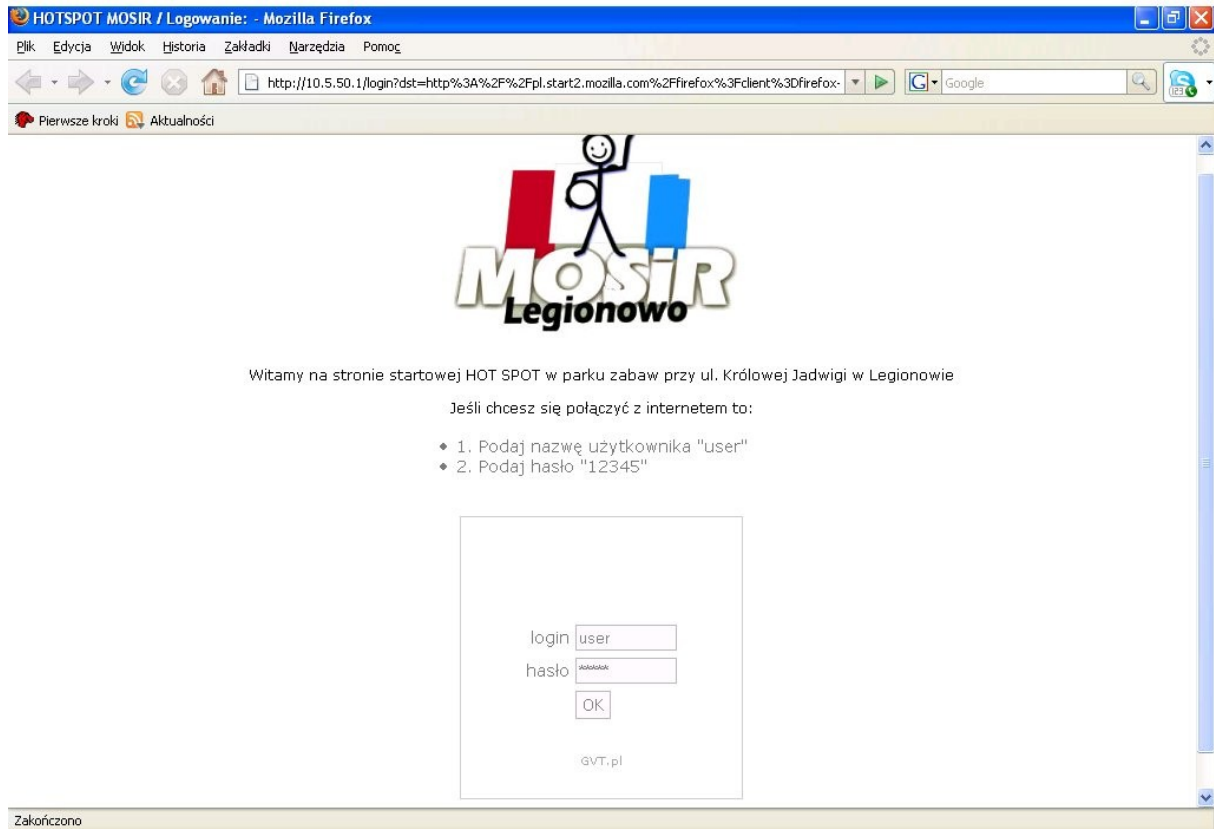 HOTSPOT MOSIR / Logowanie: - Mozilla Firefox
Plik Edycja Widok Historia Zakładki Narzędzia Pomoc
http://10.5.50.1/login?dst=http%3A%2F%2Fpl.start2.mozilla.com%2Ffirefox%3Fclient%3Dfirefox- G Google
Pierwsze kroki Aktualności
MOSiR
Legionowo
Witamy na stronie startowej HOT SPOT w parku zabaw przy ul. Królowej Jadwigi w Legionowie
Jeśli chcesz się połączyć z internetem to:
• 1. Podaj nazwę użytkownika "user"
• 2. Podaj hasło "12345"
login user
hasło *****
OK
GVT.pl
Zakończono